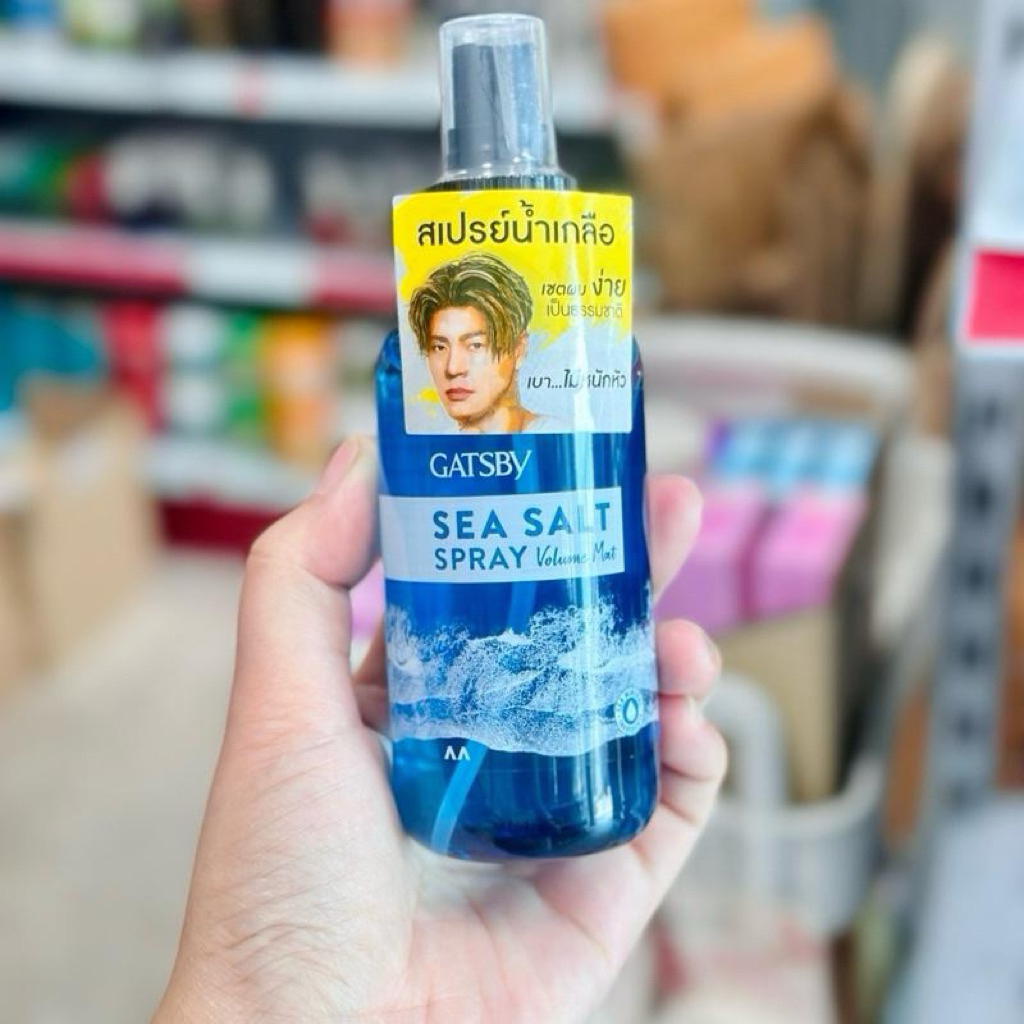 สเปรย์น้ำเกลือ
เซตผม ง่าย
เป็นธรรมชาติ
เบา...ไม่หนักหัว
GATSBY
SEA SALT
SPRAY Volume Mat